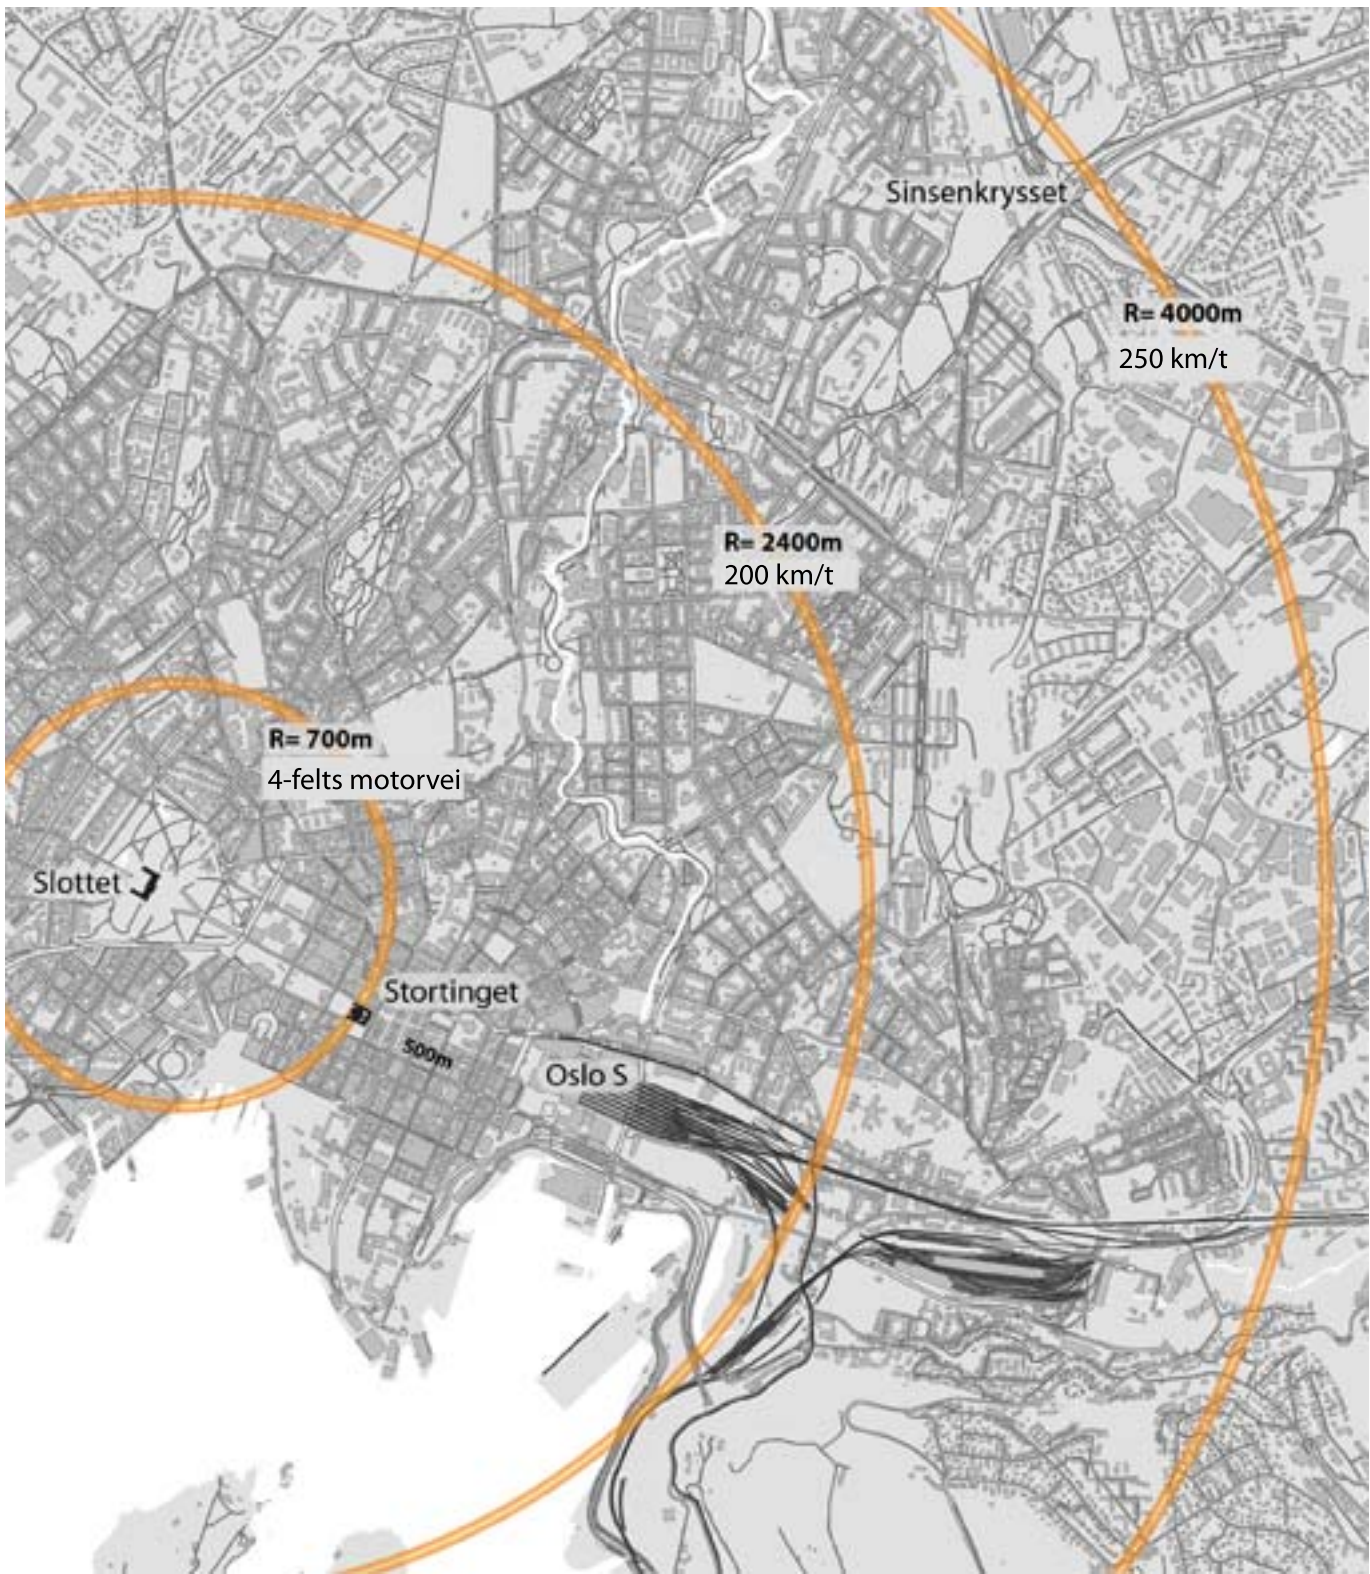 Sinsenkrysset
R= 4000m
250 km/t
R= 2400m
200 km/t
R= 700m
4-felts motorvei
Slottet
Stortinget
500m
Oslo S